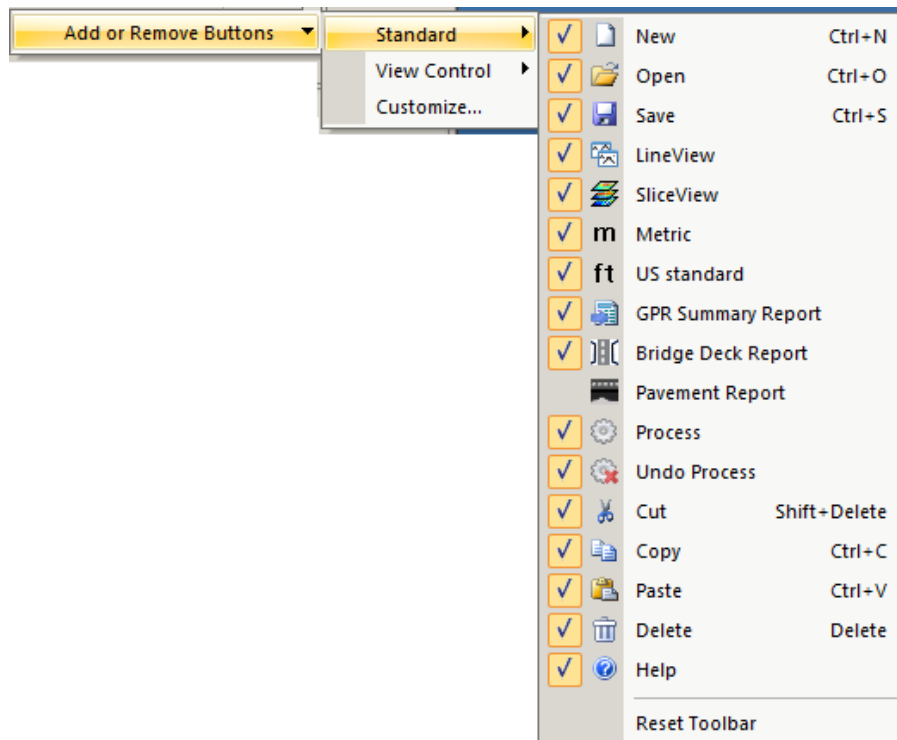 Add or Remove Buttons
Standard
View Control
Customize...
New Ctrl+N
Open Ctrl+O
Save Ctrl+S
LineView
SliceView
m Metric
ft US standard
GPR Summary Report
Bridge Deck Report
Pavement Report
Process
Undo Process
Cut Shift+Delete
Copy Ctrl+C
Paste Ctrl+V
Delete Delete
Help
Reset Toolbar